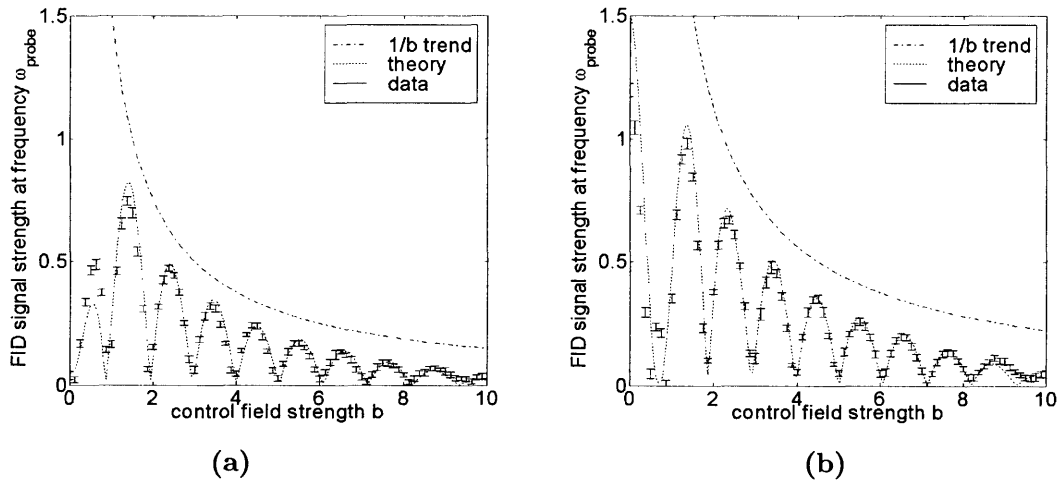 1.5
1
0.5
0
FID signal strength at frequency ω_probe
1/b trend
theory
data
0 2 4 6 8 10
control field strength b
(a)
1.5
1
0.5
0
FID signal strength at frequency ω_probe
1/b trend
theory
data
0 2 4 6 8 10
control field strength b
(b)